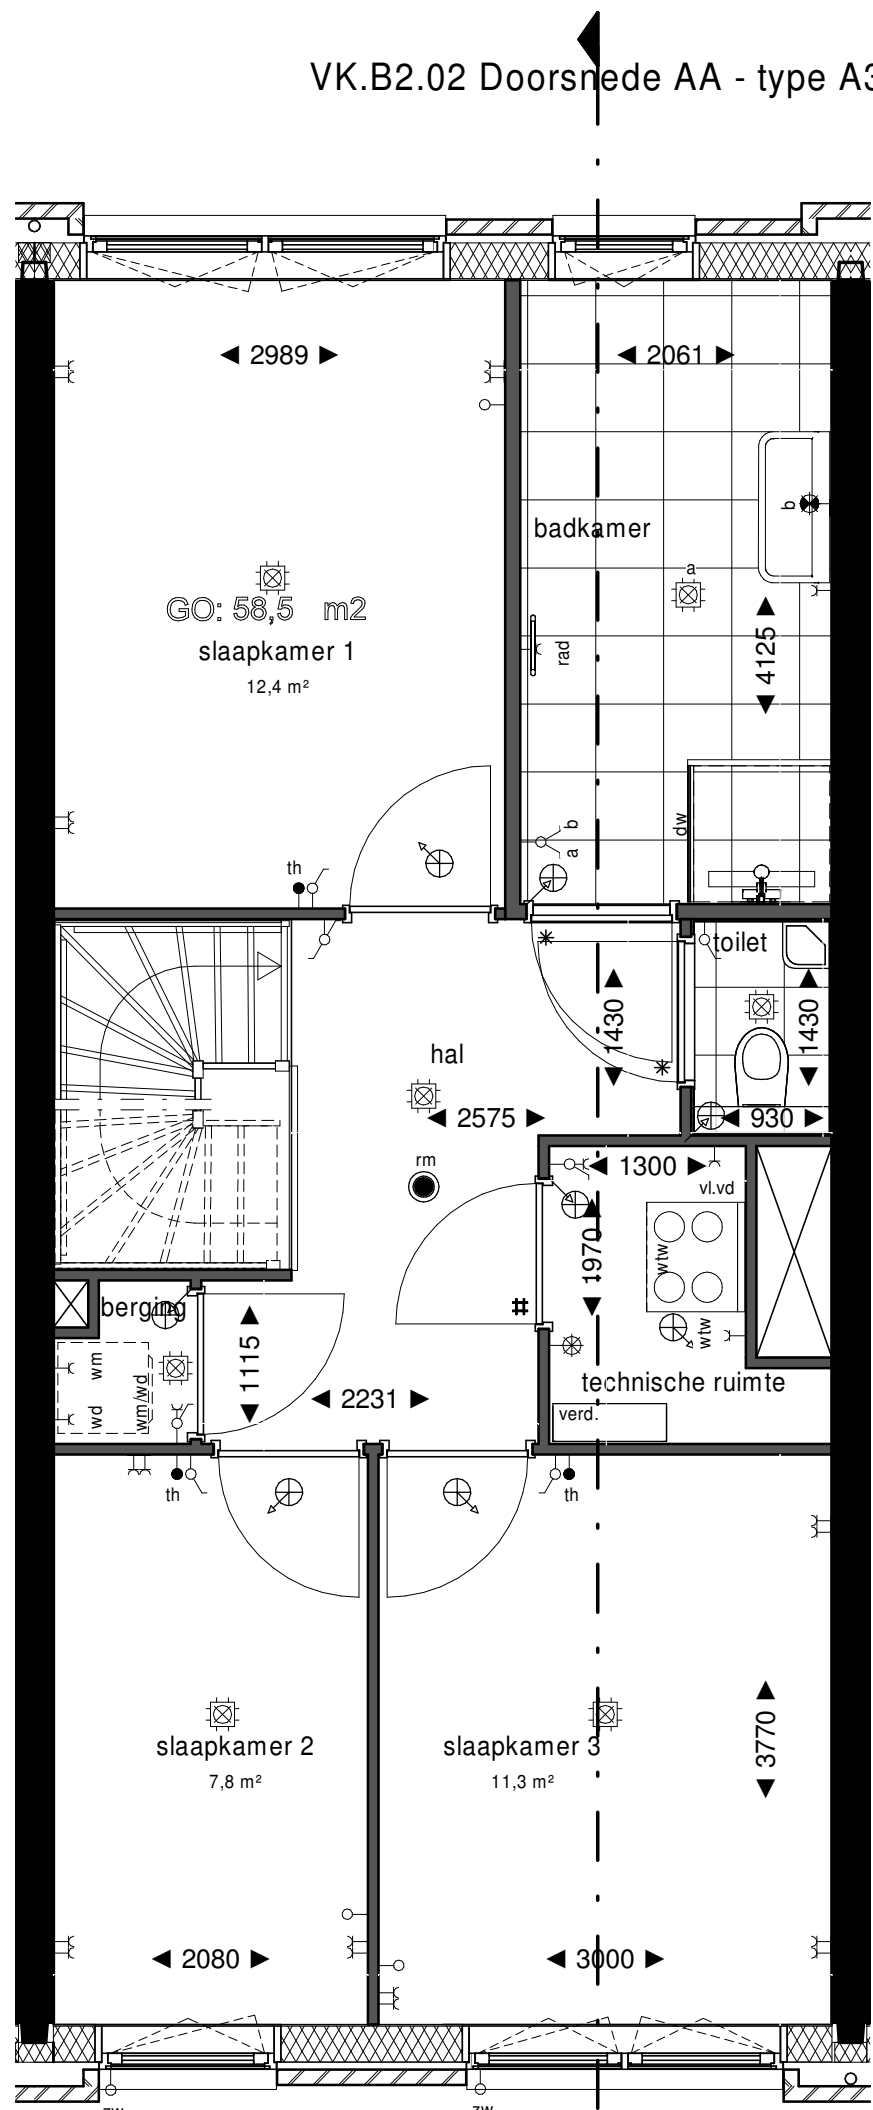 VK.B2.02 Doorsnede AA - type A3
2989
2061
badkamer
b
a
GO: 58,5 m2
slaapkamer 1
12,4 m²
rad
4125
dw
b
a
th
toilet
1430
1430
hal
2575
930
rm
1300
vl.vd
1970
wtw
wtw
berging
1115
wm
wd
wm/wd
2231
technische ruimte
verd.
th
th
slaapkamer 2
7,8 m²
slaapkamer 3
11,3 m²
3770
2080
3000
zw
zw